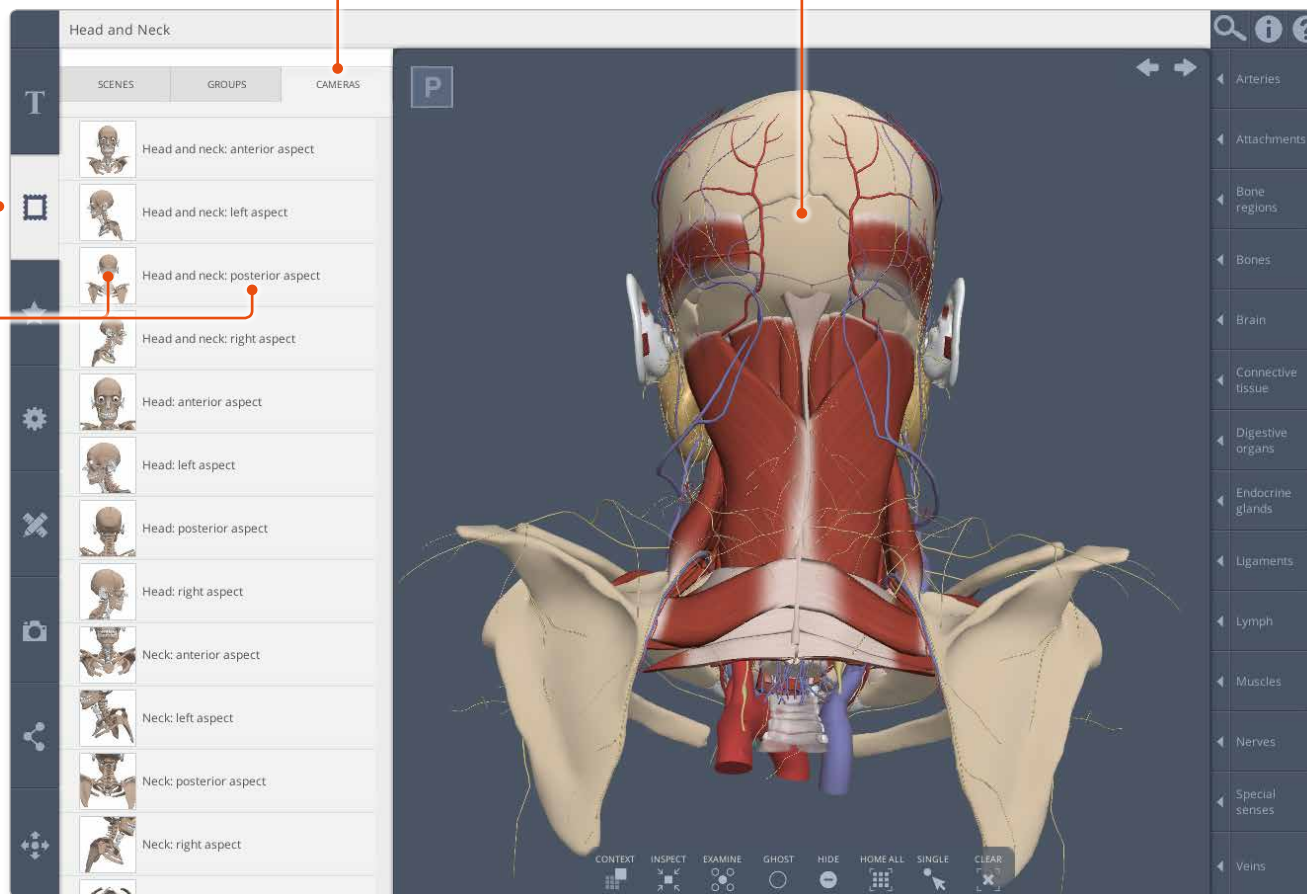 Head and Neck
T
SCENES
GROUPS
CAMERAS
Head and neck: anterior aspect
Head and neck: left aspect
Head and neck: posterior aspect
Head and neck: right aspect
Head: anterior aspect
Head: left aspect
Head: posterior aspect
Head: right aspect
Neck: anterior aspect
Neck: left aspect
Neck: posterior aspect
Neck: right aspect
P
CONTEXT
INSPECT
EXAMINE
GHOST
HIDE
HOME ALL
SINGLE
CLEAR
i
?
Arteries
Attachments
Bone
regions
Bones
Brain
Connective
tissue
Digestive
organs
Endocrine
glands
Ligaments
Lymph
Muscles
Nerves
Special
senses
Veins